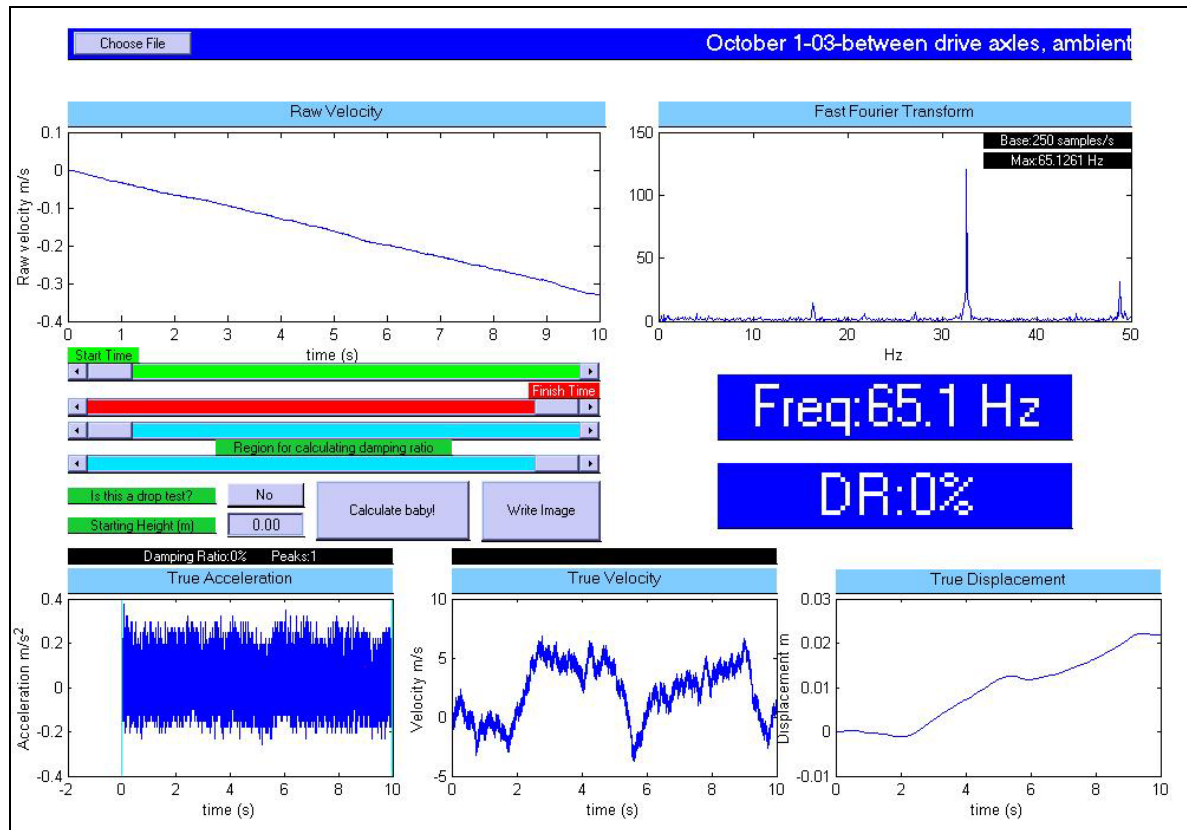 Choose File
October 1-03-between drive axles, ambient
Raw Velocity
Raw velocity m/s
0.1
0
-0.1
-0.2
-0.3
-0.4
0 1 2 3 4 5 6 7 8 9 10
time (s)
Fast Fourier Transform
Base:250 samples/s
Max:65.1261 Hz
150
100
50
0
0 10 20 30 40 50
Hz
Start Time
Finish Time
Region for calculating damping ratio
Freq:65.1 Hz
DR:0%
Is this a drop test?
No
Starting Height (m)
0.00
Calculate baby!
Write Image
Damping Ratio:0% Peaks:1
True Acceleration
Acceleration m/s²
0.4
0.2
0
-0.2
-0.4
-2 0 2 4 6 8 10
time (s)
True Velocity
Velocity m/s
10
5
0
-5
0 2 4 6 8 10
time (s)
True Displacement
Displacement m
0.03
0.02
0.01
0
-0.01
0 2 4 6 8 10
time (s)